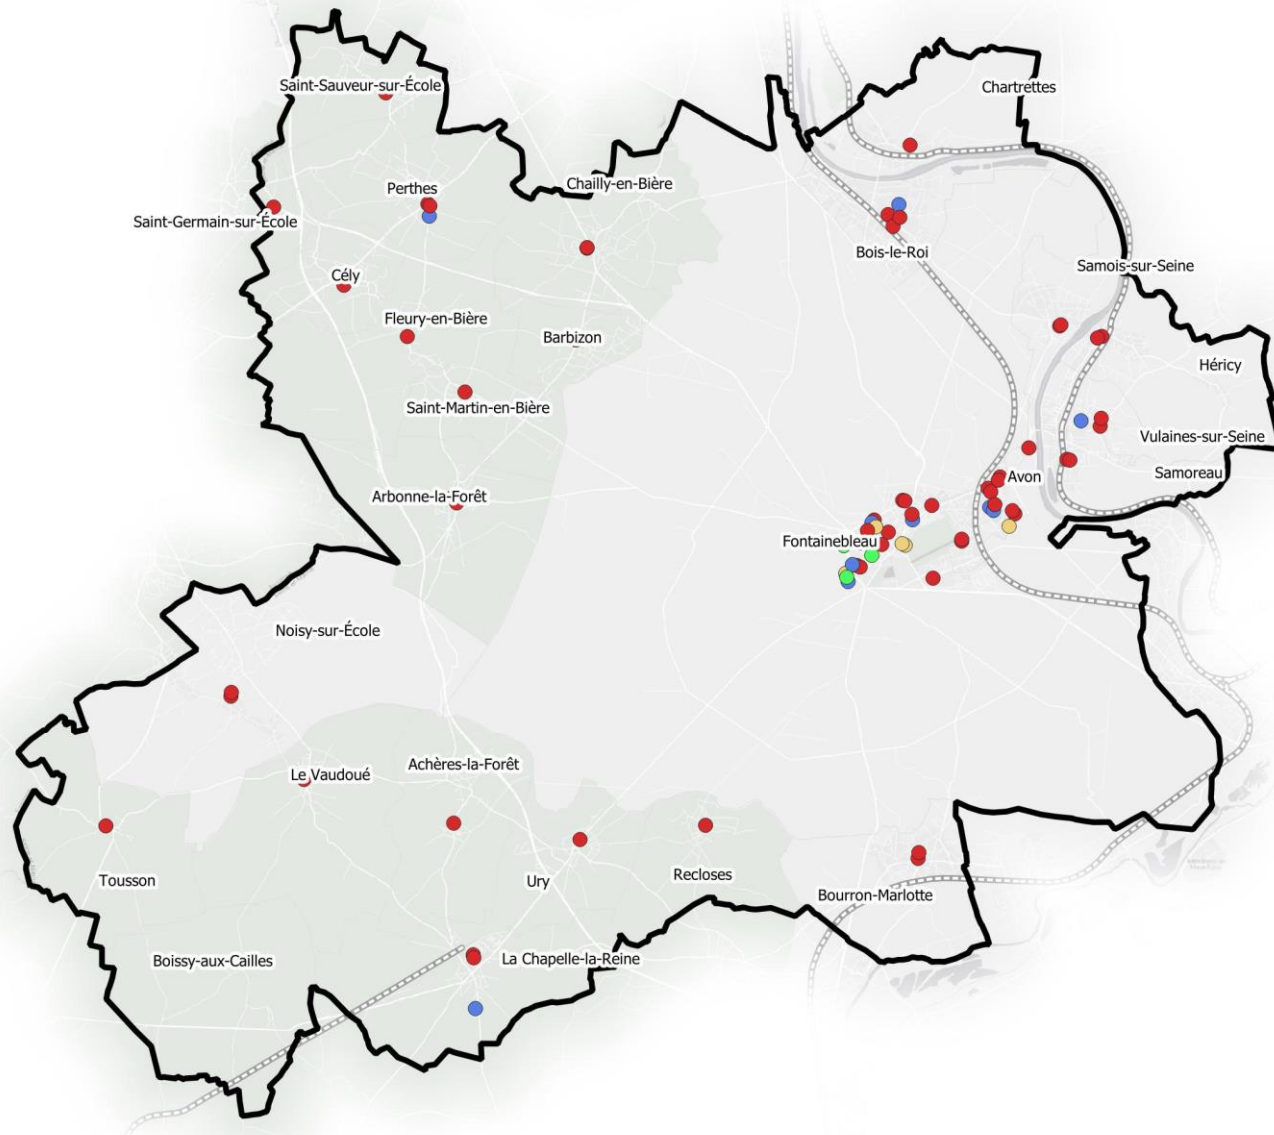 Saint-Sauveur-sur-École
Chartrettes
Chailly-en-Bière
Perthes
Saint-Germain-sur-École
Bois-le-Roi
Samois-sur-Seine
Cély
Fleury-en-Bière
Barbizon
Héricy
Saint-Martin-en-Bière
Vulaines-sur-Seine
Samoreau
Avon
Arbonne-la-Forêt
Fontainebleau
Noisy-sur-École
Achères-la-Forêt
Le Vaudoué
Recloses
Tousson
Ury
Bourron-Marlotte
La Chapelle-la-Reine
Boissy-aux-Cailles